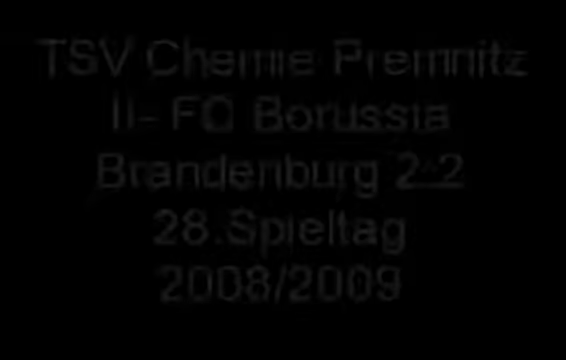 TSV Chemie Premnitz
II- FC Borussia
Brandenburg 2-2
28.Spieltag
2008/2009